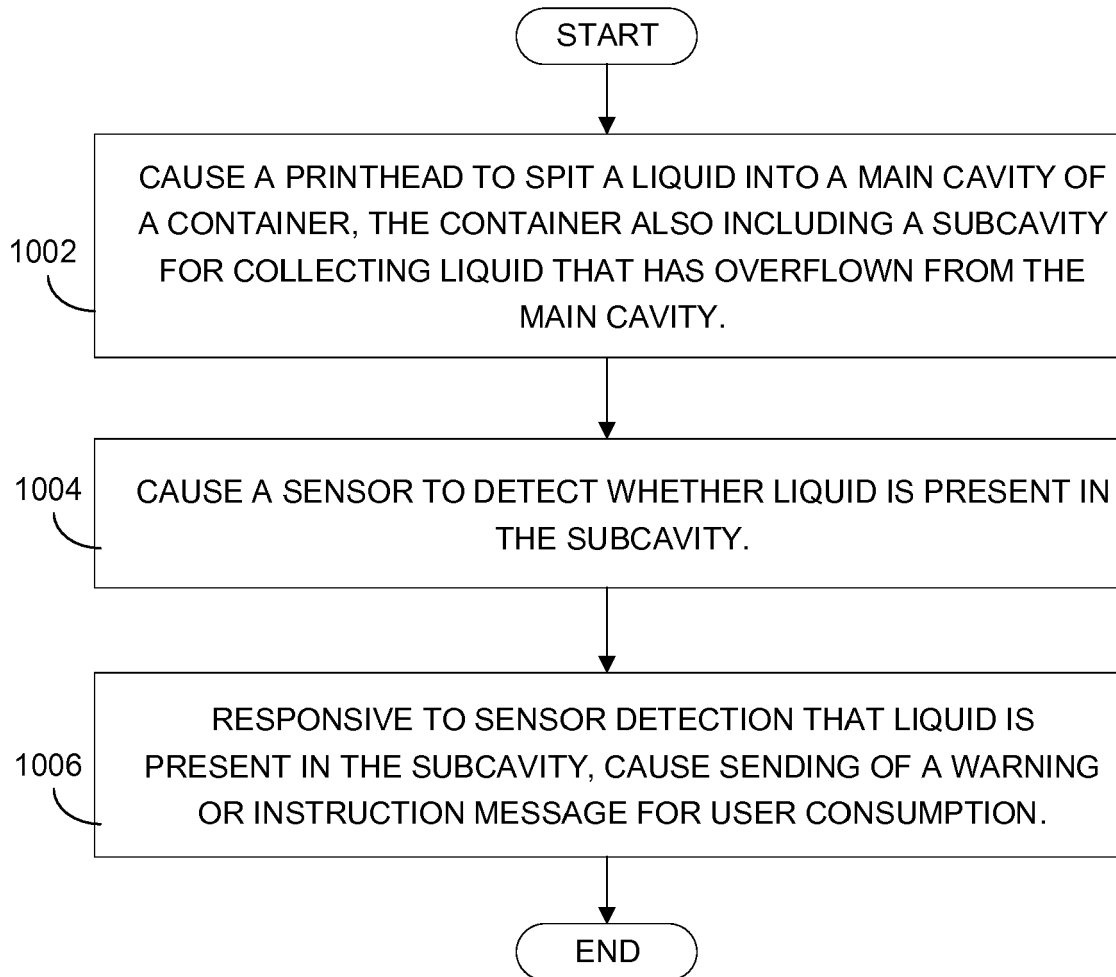 START
CAUSE A PRINTHEAD TO SPIT A LIQUID INTO A MAIN CAVITY OF
A CONTAINER, THE CONTAINER ALSO INCLUDING A SUBCAVITY
FOR COLLECTING LIQUID THAT HAS OVERFLOWN FROM THE
MAIN CAVITY.
1002
CAUSE A SENSOR TO DETECT WHETHER LIQUID IS PRESENT IN
THE SUBCAVITY.
1004
RESPONSIVE TO SENSOR DETECTION THAT LIQUID IS
PRESENT IN THE SUBCAVITY, CAUSE SENDING OF A WARNING
OR INSTRUCTION MESSAGE FOR USER CONSUMPTION.
1006
END